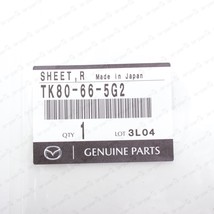 SHEET,R Made in Japan
TK80-66-5G2
QTY 1 LOT 3L04
GENUINE PARTS